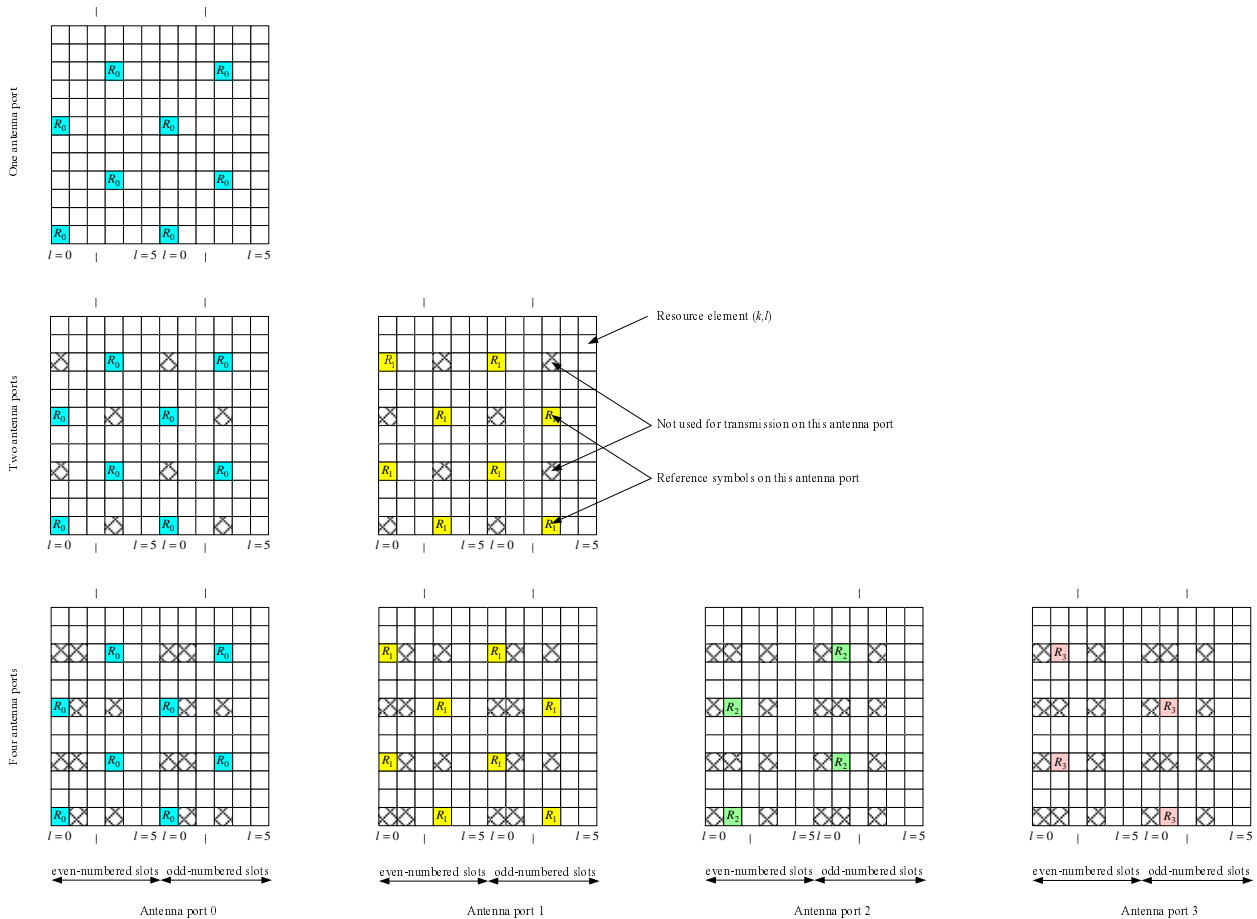 One antenna port
R0 R0
R0 R0
R0 R0
R0 R0
l = 0 l = 5 l = 0 l = 5
Two antenna ports
R0 R0
R0 R0
R0 R0
R0 R0
l = 0 l = 5 l = 0 l = 5
R1 R1
R1 R1
R1 R1
R1 R1
l = 0 l = 5 l = 0 l = 5
Resource element (k,l)
Not used for transmission on this antenna port
Reference symbols on this antenna port
Four antenna ports
R0 R0
R0 R0
R0 R0
R0 R0
l = 0 l = 5 l = 0 l = 5
R1 R1
R1 R1
R1 R1
R1 R1
l = 0 l = 5 l = 0 l = 5
R2
R2
R2
R2
l = 0 l = 5 l = 0 l = 5
R3
R3
R3
R3
l = 0 l = 5 l = 0 l = 5
even-numbered slots odd-numbered slots
even-numbered slots odd-numbered slots
even-numbered slots odd-numbered slots
even-numbered slots odd-numbered slots
Antenna port 0
Antenna port 1
Antenna port 2
Antenna port 3